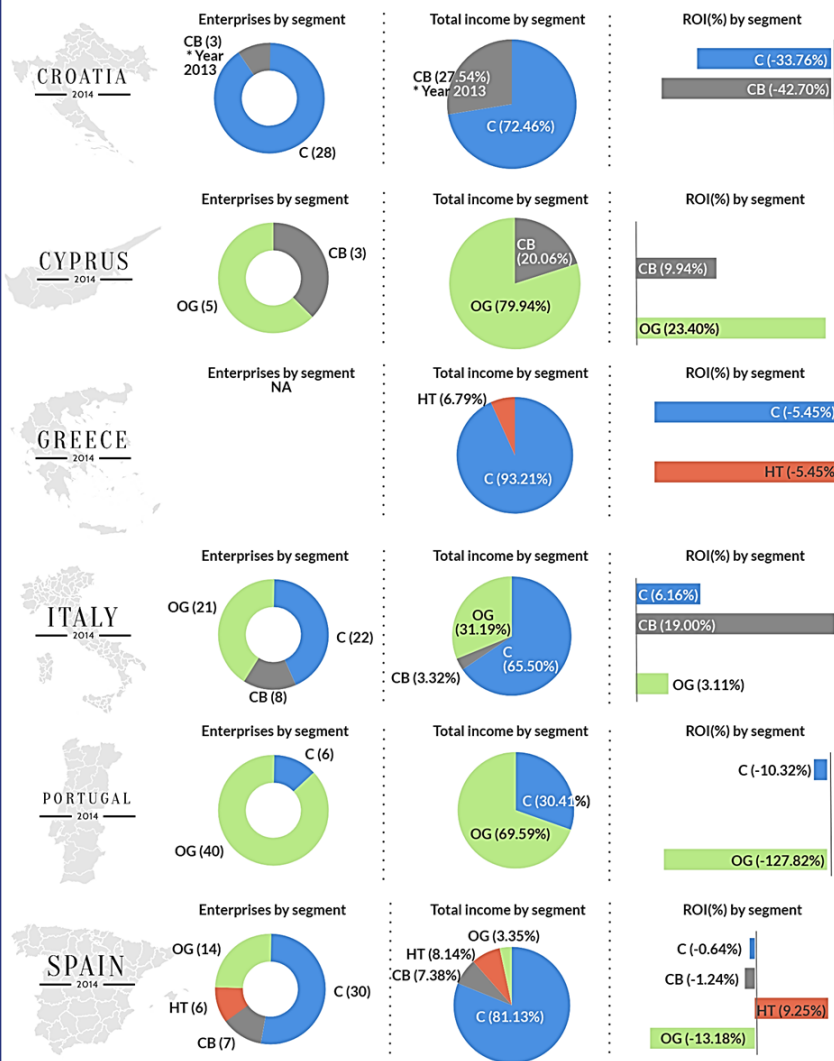 Enterprises by segment
Total income by segment
ROI(%) by segment
CROATIA
2014
CB (3)
* Year
2013
C (28)
CB (27.54%)
* Year 2013
C (72.46%)
C (-33.76%)
CB (-42.70%)
Enterprises by segment
Total income by segment
ROI(%) by segment
CYPRUS
2014
CB (3)
OG (5)
CB
(20.06%)
OG (79.94%)
CB (9.94%)
OG (23.40%)
Enterprises by segment
NA
Total income by segment
ROI(%) by segment
GREECE
2014
HT (6.79%)
C (93.21%)
C (-5.45%)
HT (-5.45%
Enterprises by segment
Total income by segment
ROI(%) by segment
ITALY
2014
OG (21)
C (22)
CB (8)
OG
(31.19%)
C
(65.50%)
CB (3.32%)
C (6.16%)
CB (19.00%)
OG (3.11%)
Enterprises by segment
Total income by segment
ROI(%) by segment
PORTUGAL
2014
C (6)
OG (40)
C (30.41%)
OG (69.59%)
C (-10.32%)
OG (-127.82%)
Enterprises by segment
Total income by segment
ROI(%) by segment
SPAIN
2014
OG (14)
HT (6)
CB (7)
C (30)
OG (3.35%)
HT (8.14%)
CB (7.38%)
C (81.13%)
C (-0.64%)
CB (-1.24%)
HT (9.25%)
OG (-13.18%)